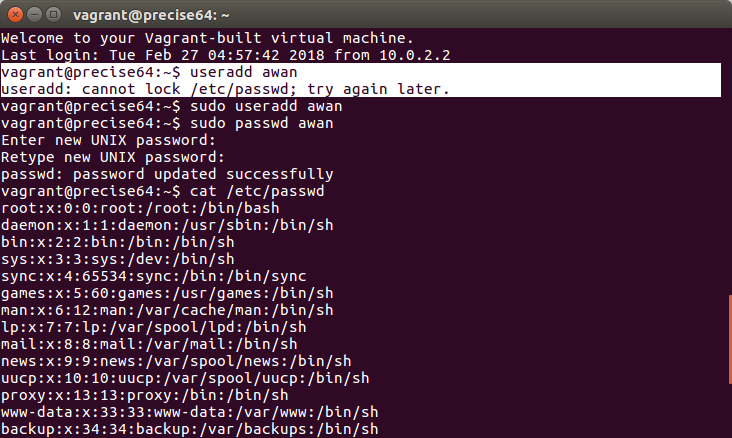 vagrant@precise64: ~
Welcome to your Vagrant-built virtual machine.
Last login: Tue Feb 27 04:57:42 2018 from 10.0.2.2
vagrant@precise64:~$ useradd awan
useradd: cannot lock /etc/passwd; try again later.
vagrant@precise64:~$ sudo useradd awan
vagrant@precise64:~$ sudo passwd awan
Enter new UNIX password:
Retype new UNIX password:
passwd: password updated successfully
vagrant@precise64:~$ cat /etc/passwd
root:x:0:0:root:/root:/bin/bash
daemon:x:1:1:daemon:/usr/sbin:/bin/sh
bin:x:2:2:bin:/bin:/bin/sh
sys:x:3:3:sys:/dev:/bin/sh
sync:x:4:65534:sync:/bin:/bin/sync
games:x:5:60:games:/usr/games:/bin/sh
man:x:6:12:man:/var/cache/man:/bin/sh
lp:x:7:7:lp:/var/spool/lpd:/bin/sh
mail:x:8:8:mail:/var/mail:/bin/sh
news:x:9:9:news:/var/spool/news:/bin/sh
uucp:x:10:10:uucp:/var/spool/uucp:/bin/sh
proxy:x:13:13:proxy:/bin:/bin/sh
www-data:x:33:33:www-data:/var/www:/bin/sh
backup:x:34:34:backup:/var/backups:/bin/sh